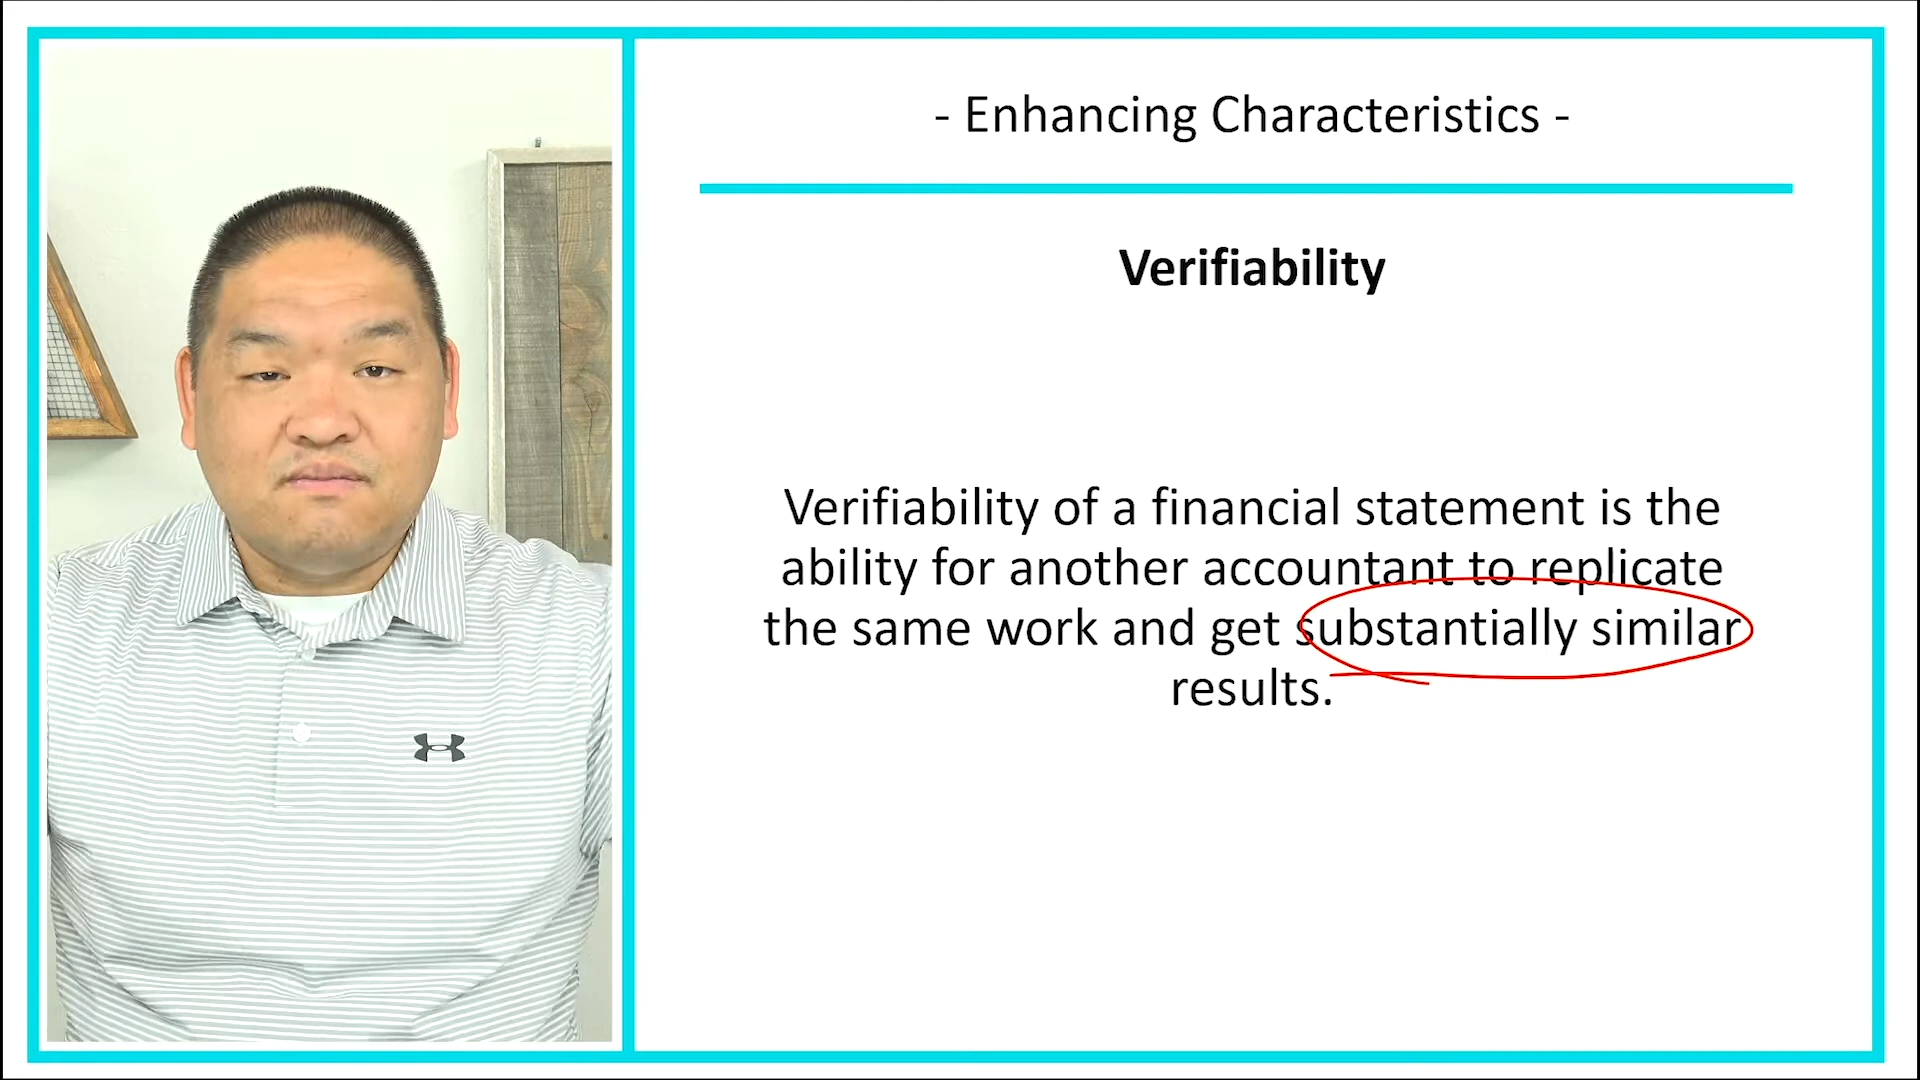 - Enhancing Characteristics -
Verifiability
Verifiability of a financial statement is the
ability for another accountant to replicate
the same work and get substantially similar
results.